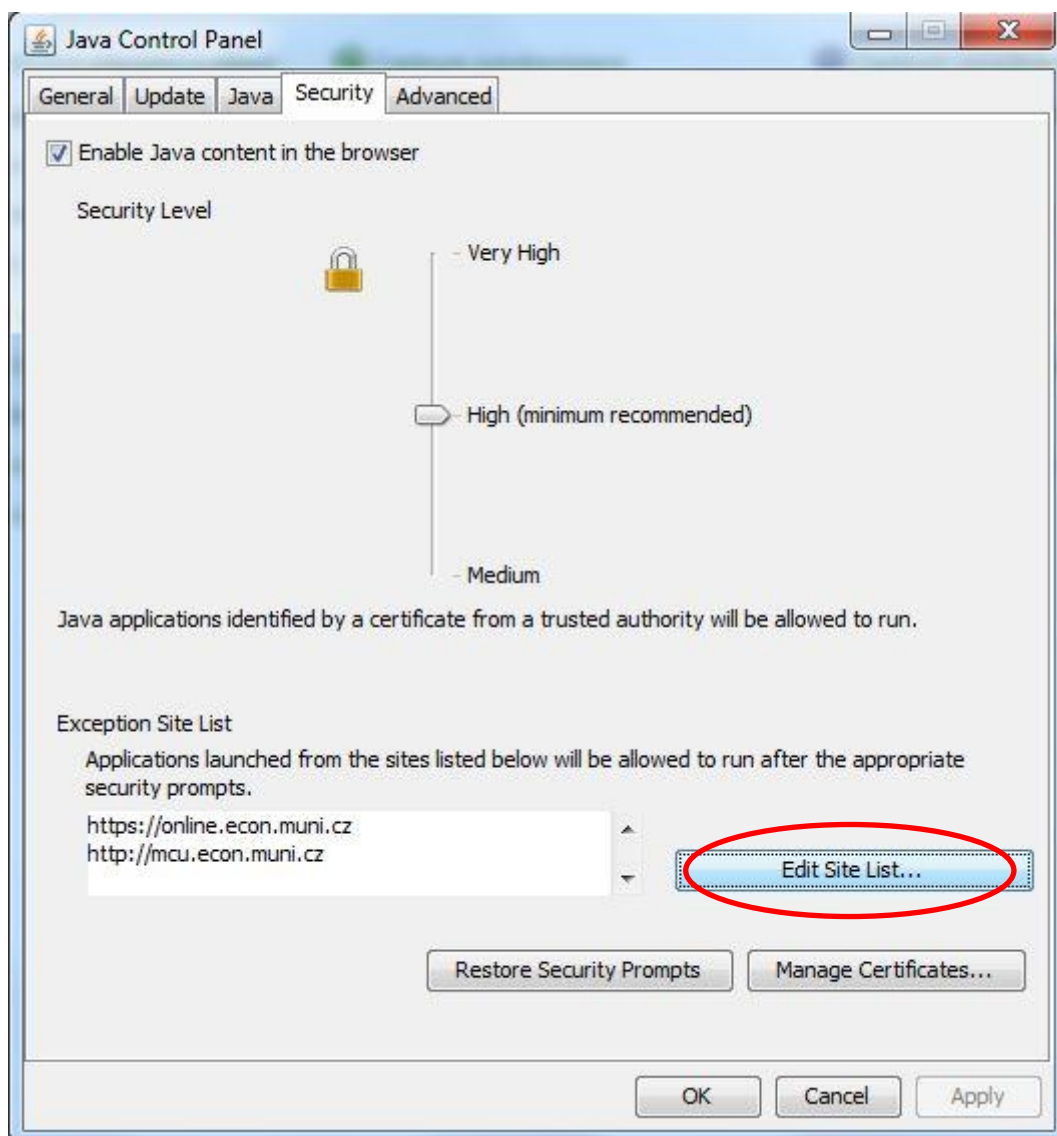 Java Control Panel
General Update Java Security Advanced
Enable Java content in the browser
Security Level
- Very High
- High (minimum recommended)
- Medium
Java applications identified by a certificate from a trusted authority will be allowed to run.
Exception Site List
Applications launched from the sites listed below will be allowed to run after the appropriate
security prompts.
https://online.econ.muni.cz
http://mcu.econ.muni.cz
Edit Site List...
Restore Security Prompts Manage Certificates...
OK Cancel Apply